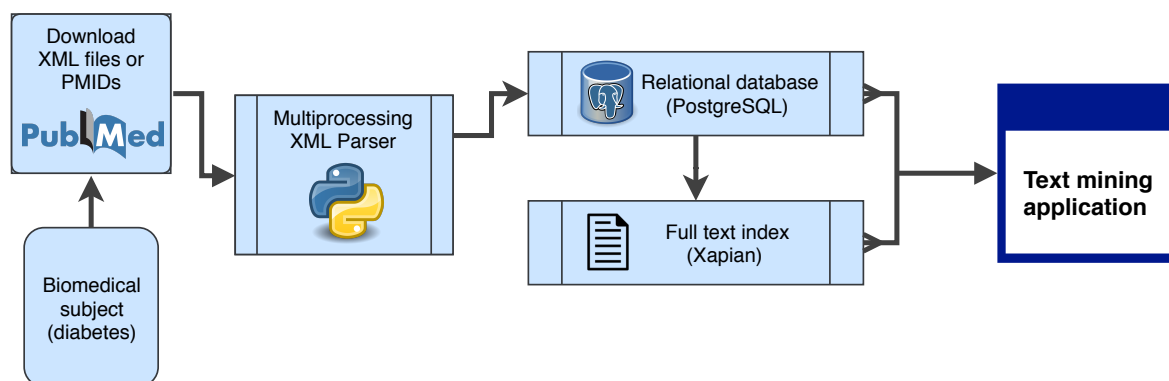 Download
XML files or
PMIDs
PubMed
Biomedical
subject
(diabetes)
Multiprocessing
XML Parser
Relational database
(PostgreSQL)
Full text index
(Xapian)
Text mining
application